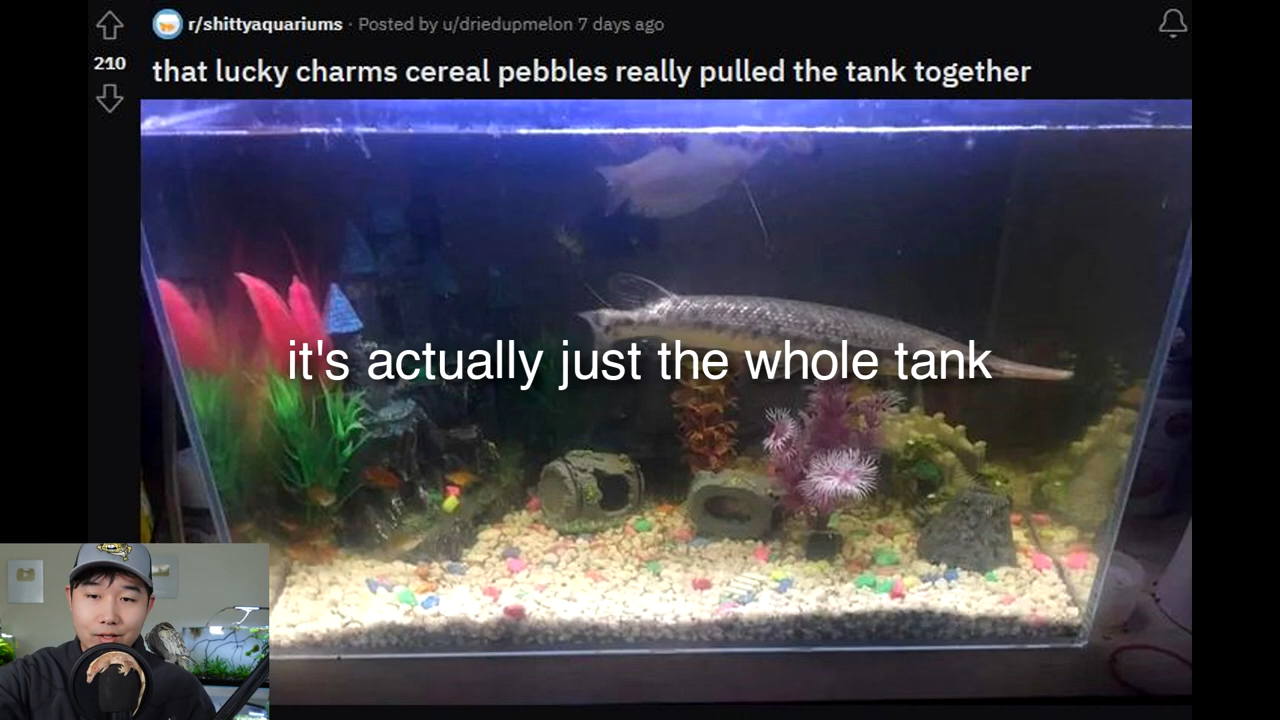 r/shittyaquariums · Posted by u/driedupmelon 7 days ago
210
that lucky charms cereal pebbles really pulled the tank together
it's actually just the whole tank